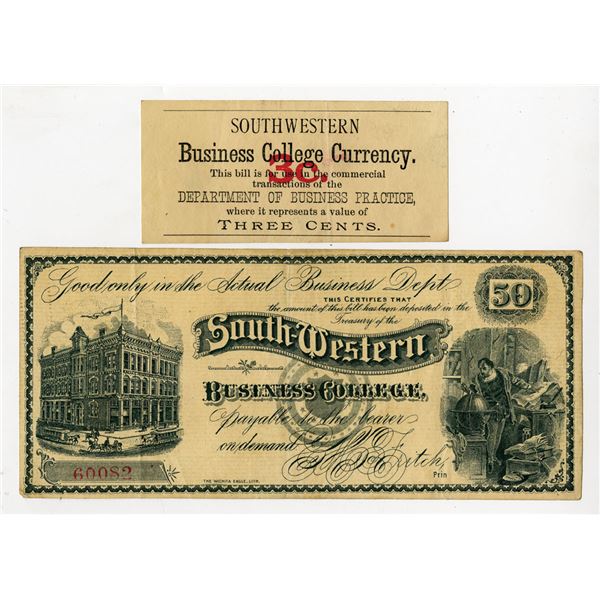 SOUTHWESTERN
Business College Currency.
3c.
This bill is for use in the commercial
transactions of the
DEPARTMENT OF BUSINESS PRACTICE,
where it represents a value of
THREE CENTS.
Good only in the Actual Business Dept
50
THIS CERTIFIES THAT
the amount of this bill has been deposited in the
Treasury of the
South-Western
BUSINESS COLLEGE.
payable to the bearer
on demand
Fitch,
60082
Prin
THE WICHITA EAGLE, LITH.